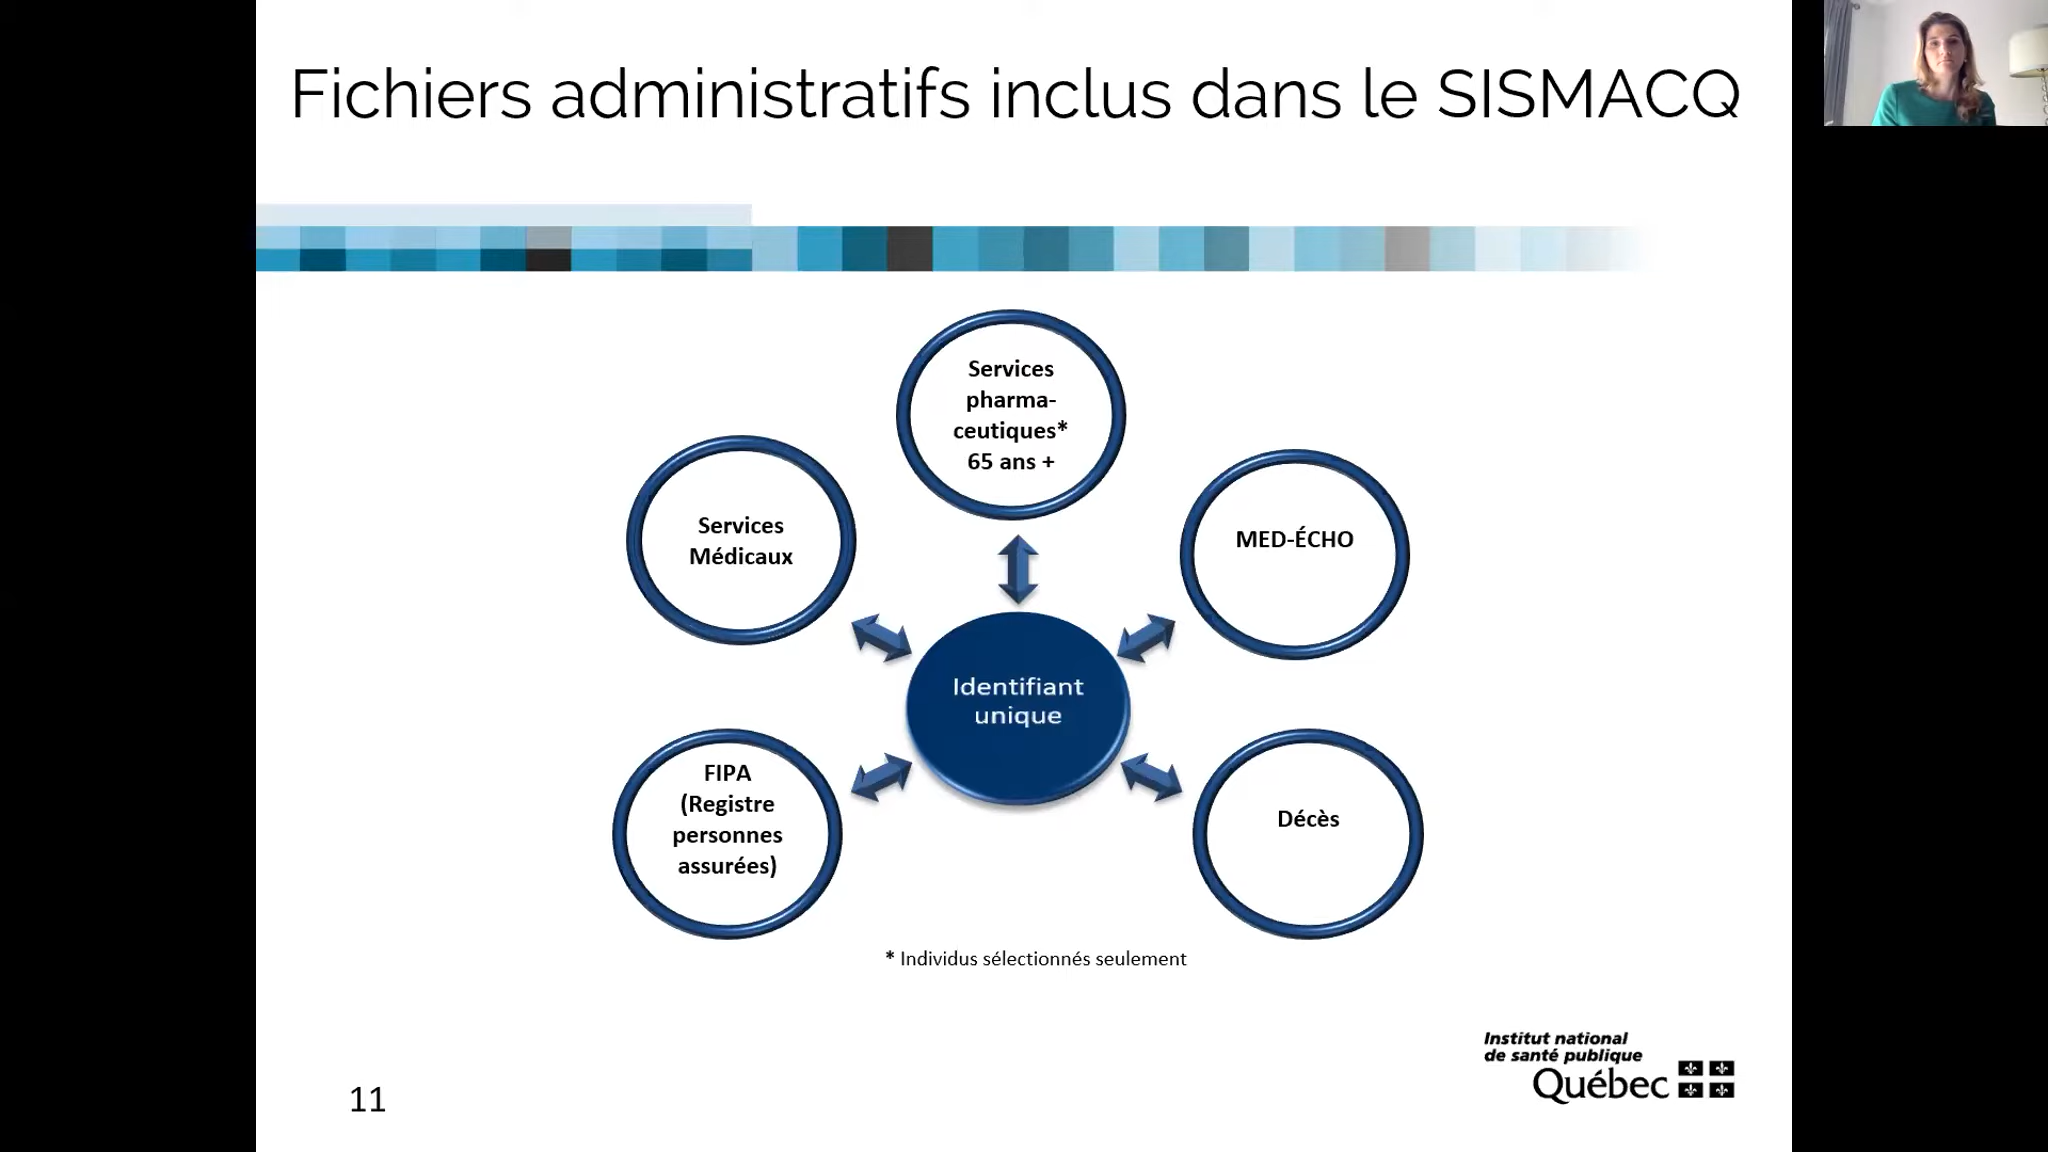 Fichiers administratifs inclus dans le SISMACQ
Services
pharma-
ceutiques*
65 ans +
Services
Médicaux
MED-ÉCHO
Identifiant
unique
FIPA
(Registre
personnes
assurées)
Décès
* Individus sélectionnés seulement
Institut national
de santé publique
Québec
11